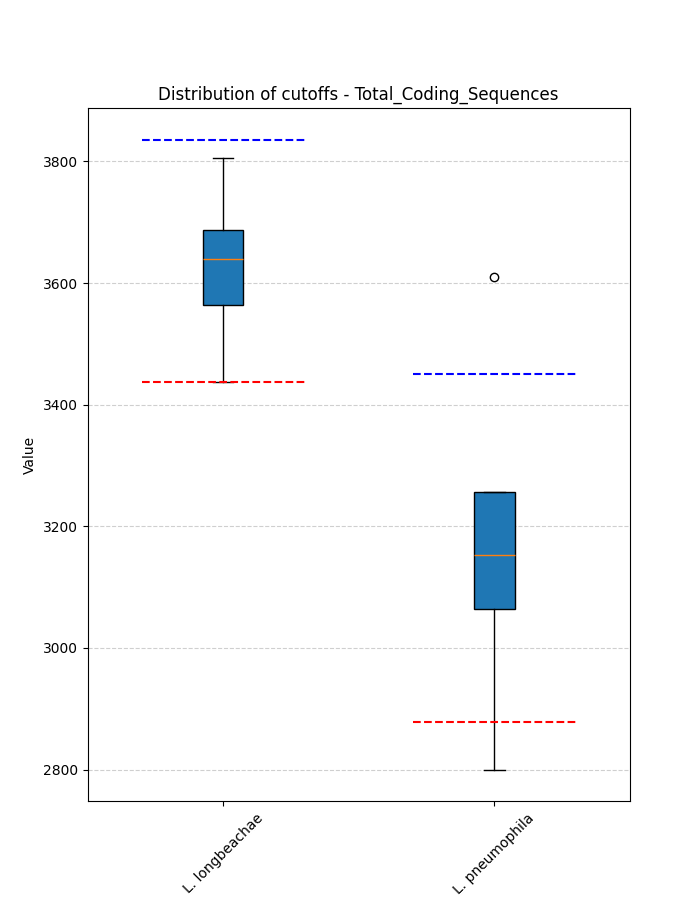 Distribution of cutoffs - Total_Coding_Sequences
Value
3800
3600
3400
3200
3000
2800
L. longbeachae
L. pneumophila